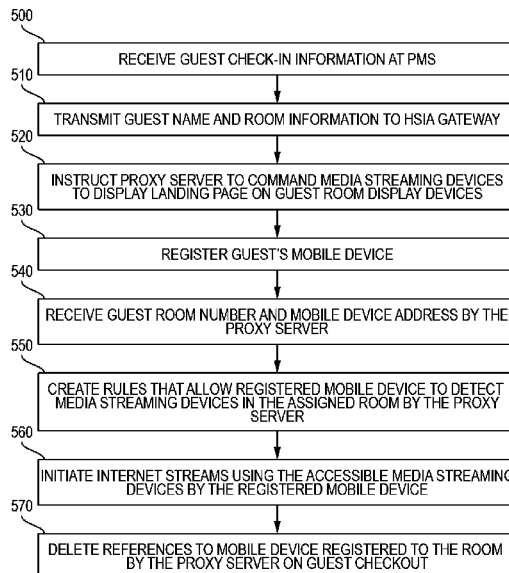 500
RECEIVE GUEST CHECK-IN INFORMATION AT PMS
510
TRANSMIT GUEST NAME AND ROOM INFORMATION TO HSIA GATEWAY
520
INSTRUCT PROXY SERVER TO COMMAND MEDIA STREAMING DEVICES
TO DISPLAY LANDING PAGE ON GUEST ROOM DISPLAY DEVICES
530
REGISTER GUEST'S MOBILE DEVICE
540
RECEIVE GUEST ROOM NUMBER AND MOBILE DEVICE ADDRESS BY THE
PROXY SERVER
550
CREATE RULES THAT ALLOW REGISTERED MOBILE DEVICE TO DETECT
MEDIA STREAMING DEVICES IN THE ASSIGNED ROOM BY THE PROXY
SERVER
560
INITIATE INTERNET STREAMS USING THE ACCESSIBLE MEDIA STREAMING
DEVICES BY THE REGISTERED MOBILE DEVICE
570
DELETE REFERENCES TO MOBILE DEVICE REGISTERED TO THE ROOM
BY THE PROXY SERVER ON GUEST CHECKOUT